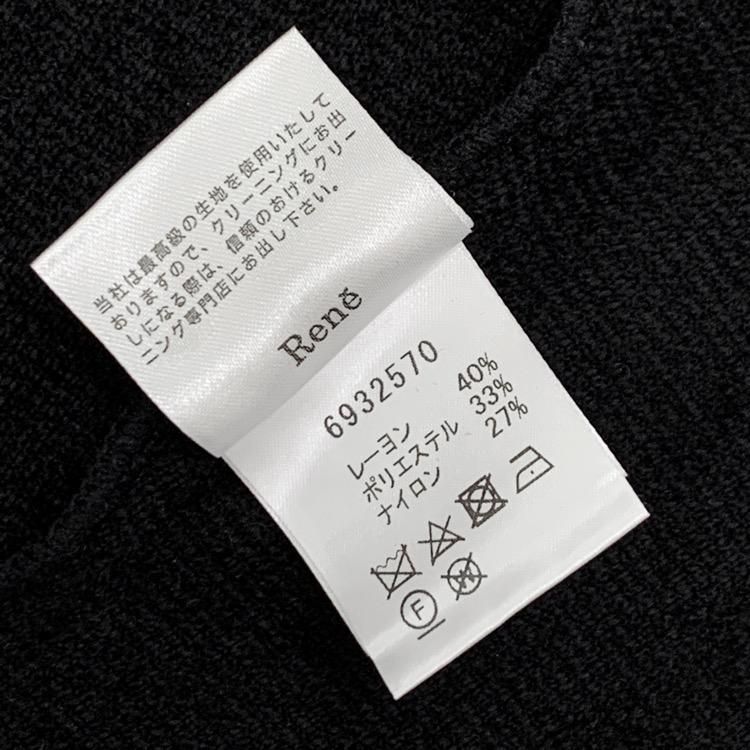 当社は最高級の生地を使用いたして
おりますので、クリーニングにお出
しになる際は、信頼のおけるクリー
ニング専門店にお出し下さい。
René
6932570
レーヨン 40%
ポリエステル 33%
ナイロン 27%
F
W